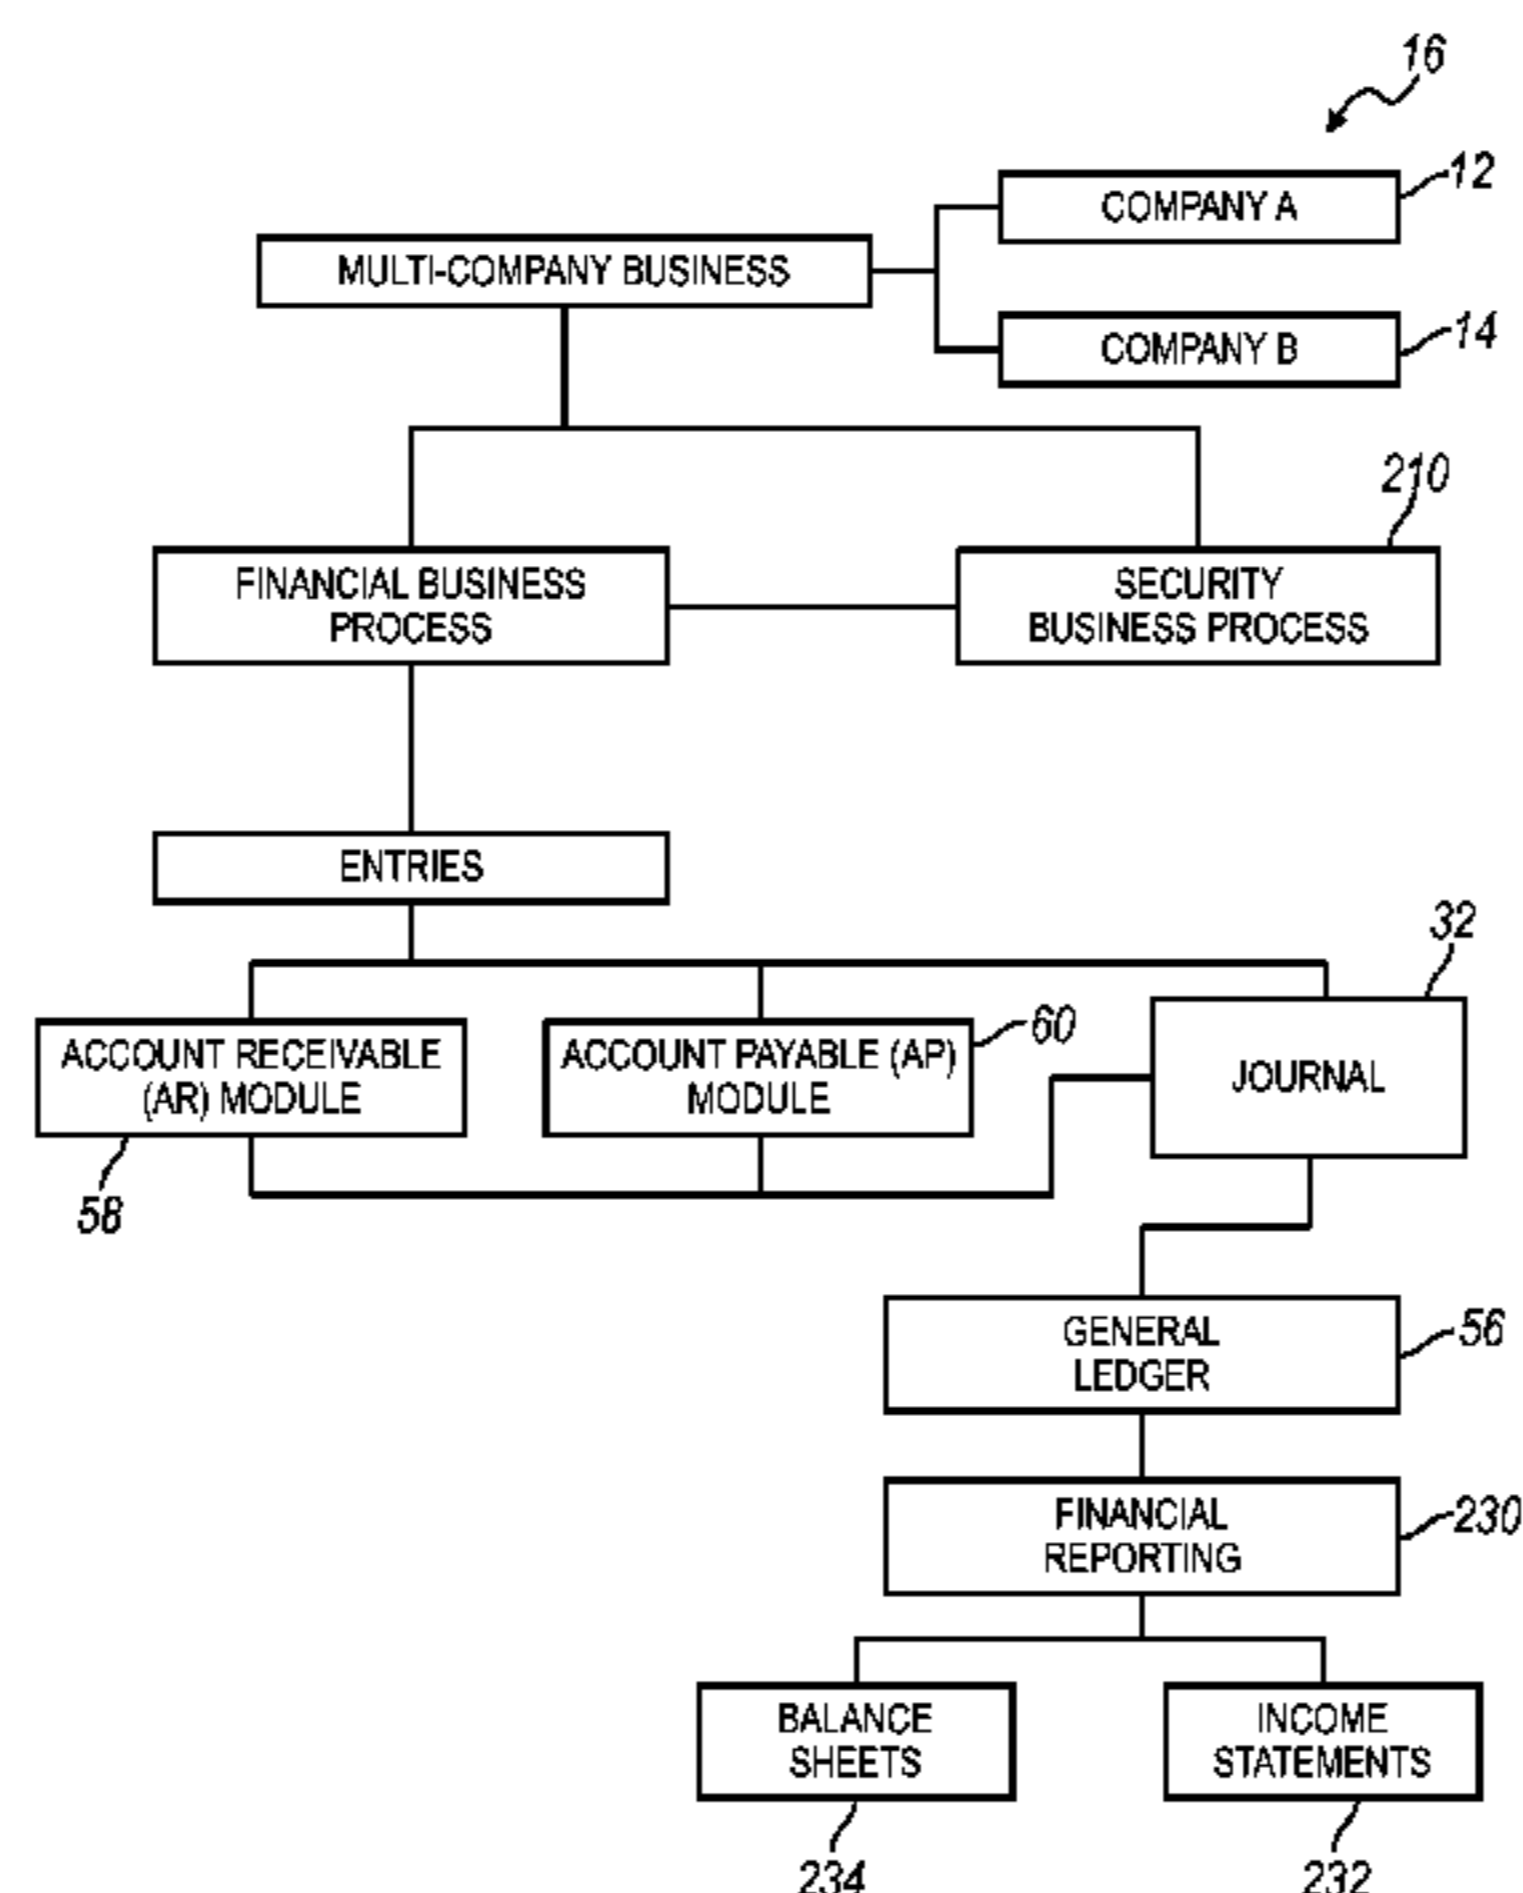 16
COMPANY A
12
MULTI-COMPANY BUSINESS
COMPANY B
14
210
FINANCIAL BUSINESS
PROCESS
SECURITY
BUSINESS PROCESS
ENTRIES
32
ACCOUNT RECEIVABLE
(AR) MODULE
58
ACCOUNT PAYABLE (AP)
MODULE
60
JOURNAL
GENERAL
LEDGER
56
FINANCIAL
REPORTING
230
BALANCE
SHEETS
234
INCOME
STATEMENTS
232